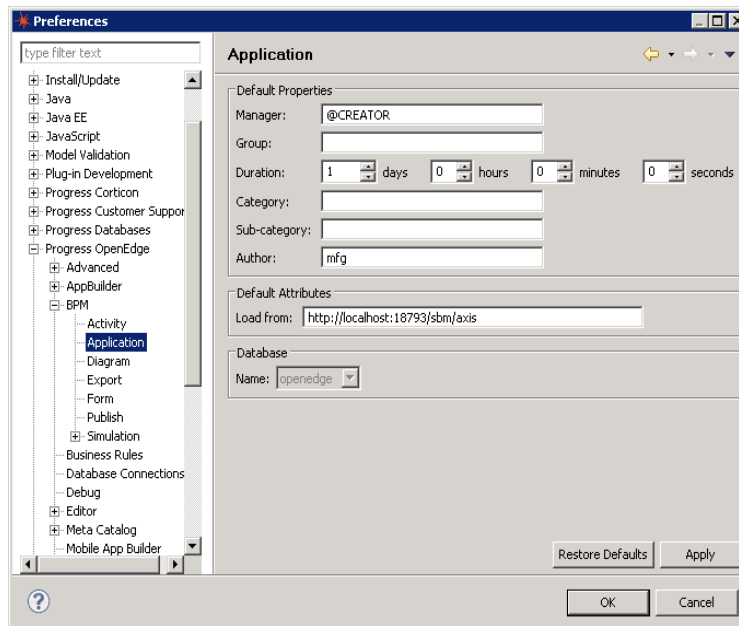 Preferences
type filter text
Install/Update
Java
Java EE
JavaScript
Model Validation
Plug-in Development
Progress Corticon
Progress Customer Suppor
Progress Databases
Progress OpenEdge
Advanced
AppBuilder
BPM
Activity
Application
Diagram
Export
Form
Publish
Simulation
Business Rules
Database Connections
Debug
Editor
Meta Catalog
Mobile App Builder
Application
Default Properties
Manager: @CREATOR
Group:
Duration: 1 days 0 hours 0 minutes 0 seconds
Category:
Sub-category:
Author: mfg
Default Attributes
Load from: http://localhost:18793/sbm/axis
Database
Name: openedge
Restore Defaults Apply
? OK Cancel